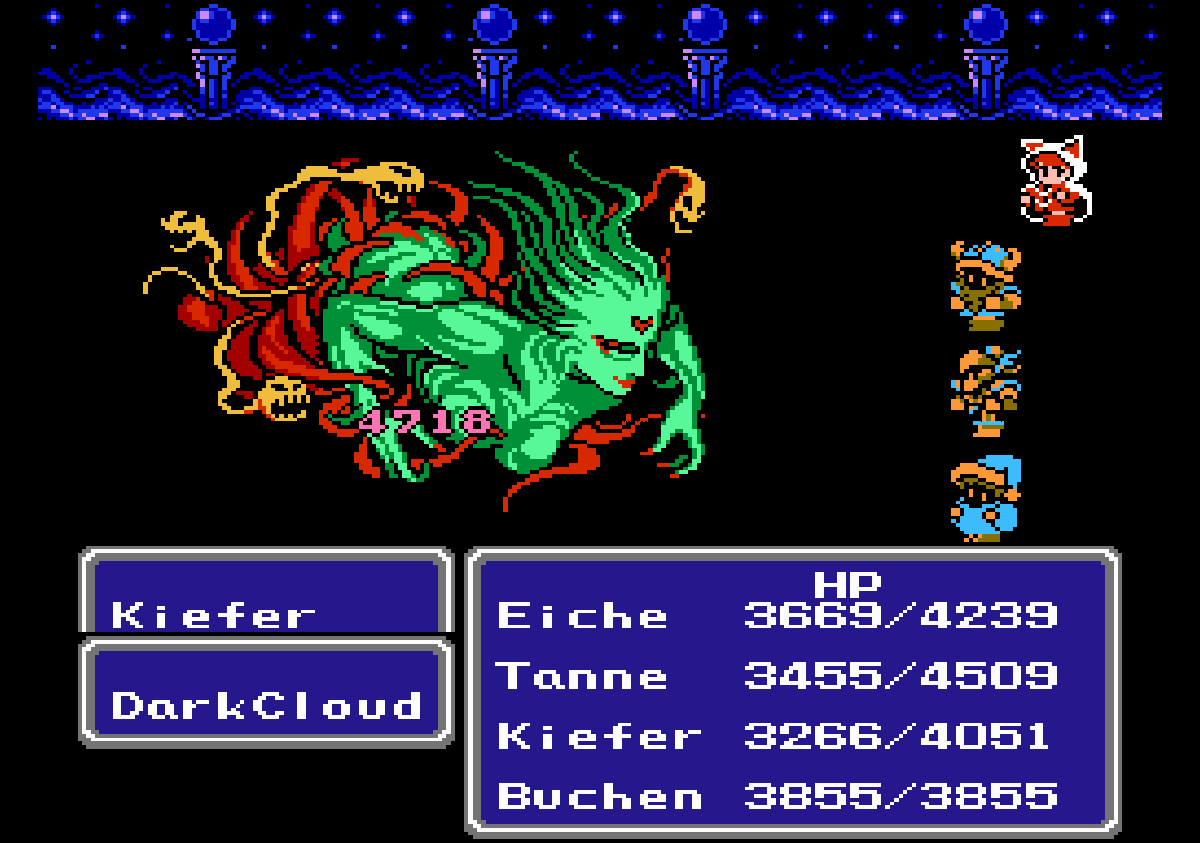 4718
Kiefer
DarkCloud
HP
Eiche 3669/4239
Tanne 3455/4509
Kiefer 3266/4051
Buchen 3855/3855